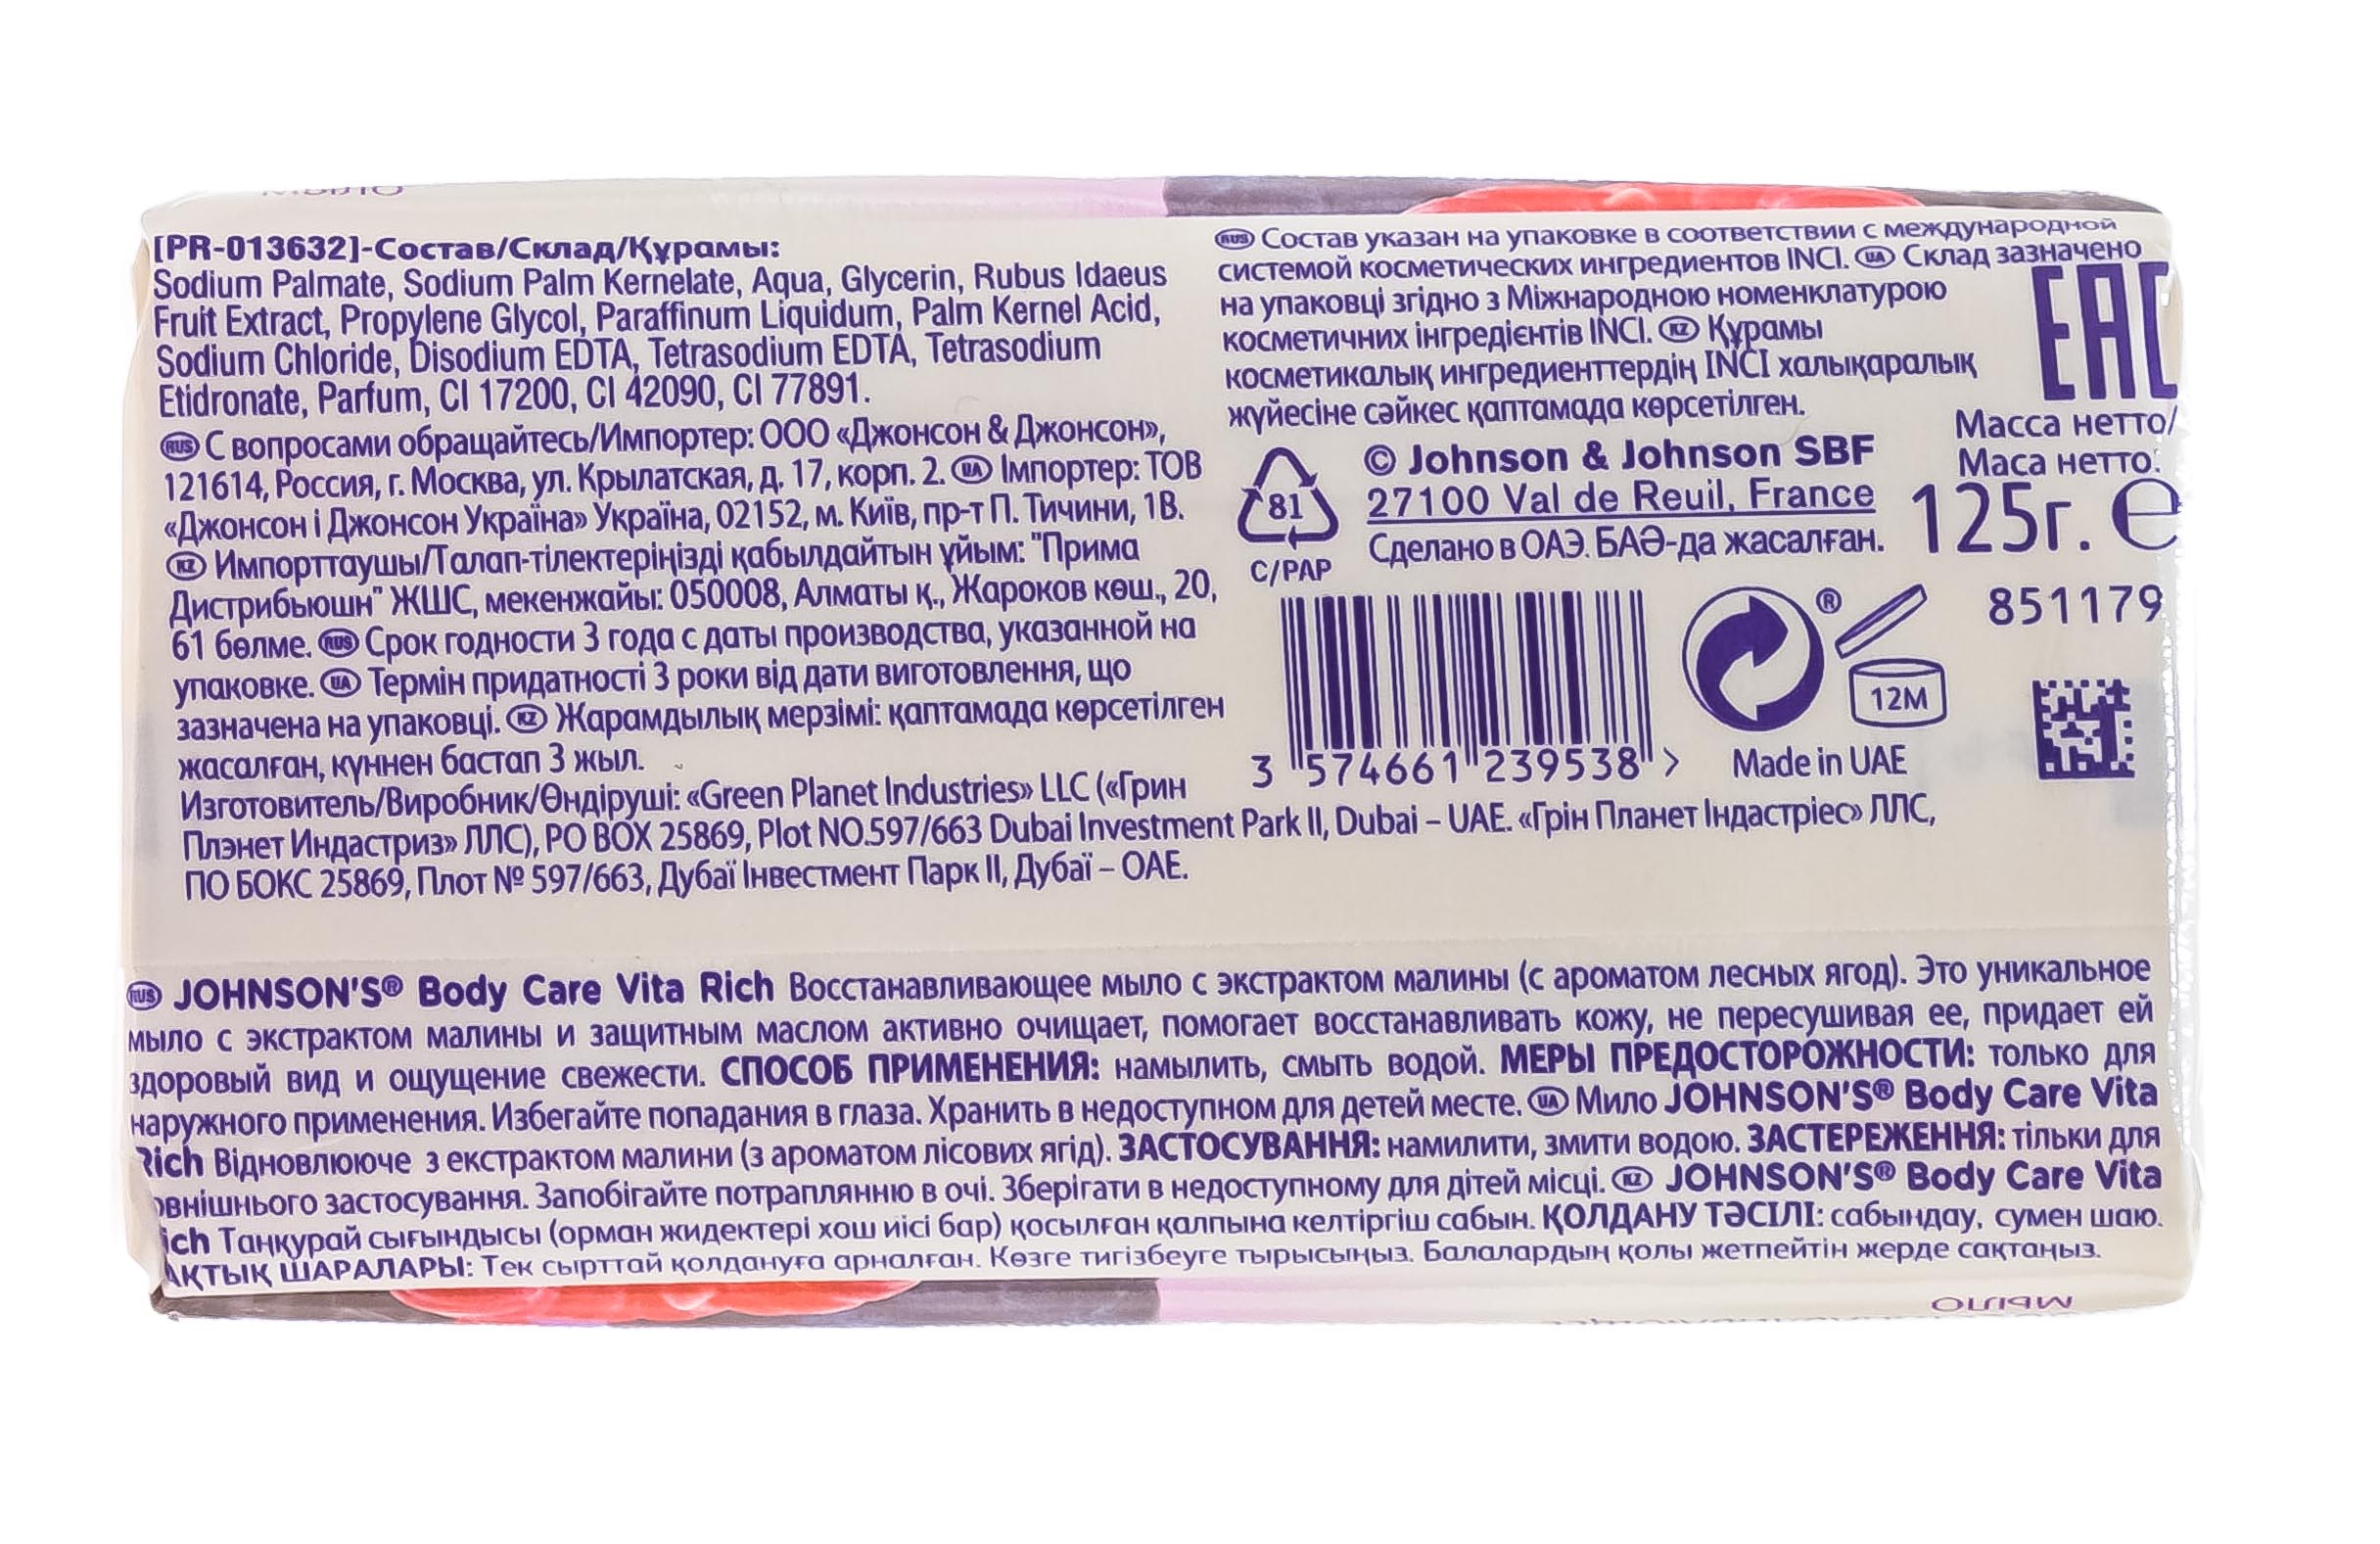 [PR-013632]-Состав/Склад/Құрамы:
Sodium Palmate, Sodium Palm Kernelate, Aqua, Glycerin, Rubus Idaeus
Fruit Extract, Propylene Glycol, Paraffinum Liquidum, Palm Kernel Acid,
Sodium Chloride, Disodium EDTA, Tetrasodium EDTA, Tetrasodium
Etidronate, Parfum, CI 17200, CI 42090, CI 77891.
RUS С вопросами обращайтесь/Импортер: ООО «Джонсон & Джонсон»,
121614, Россия, г. Москва, ул. Крылатская, д. 17, корп. 2. UA Імпортер: ТОВ
«Джонсон і Джонсон Україна» Україна, 02152, м. Київ, пр-т П. Тичини, 1В.
KZ Импорттаушы/Талап-тілектеріңізді қабылдайтын ұйым: "Прима
Дистрибьюшн" ЖШС, мекенжайы: 050008, Алматы қ., Жароков көш., 20,
61 бөлме. RUS Срок годности 3 года с даты производства, указанной на
упаковке. UA Термін придатності 3 роки від дати виготовлення, що
зазначена на упаковці. KZ Жарамдылық мерзімі: қаптамада көрсетілген
жасалған, күннен бастап 3 жыл.
Изготовитель/Виробник/Өндіруші: «Green Planet Industries» LLC («Грин
Плэнет Индастриз» ЛЛС), PO BOX 25869, Plot NO.597/663 Dubai Investment Park II, Dubai – UAE. «Грін Планет Індастріес» ЛЛС,
ПО БОКС 25869, Плот № 597/663, Дубаї Інвестмент Парк II, Дубаї – ОАЕ.
RUS Состав указан на упаковке в соответствии с международной
системой косметических ингредиентов INCI. UA Склад зазначено
на упаковці згідно з Міжнародною номенклатурою
косметичних інгредієнтів INCI. KZ Құрамы
косметикалық ингредиенттердің INCI халықаралық
жүйесіне сәйкес қаптамада көрсетілген.
EAC
Масса нетто/
Маса нетто:
125г. e
81
C/PAP
© Johnson & Johnson SBF
27100 Val de Reuil, France
Сделано в ОАЭ. БАӘ-да жасалған.
851179
®
12M
3 574661 239538 >
Made in UAE
RUS JOHNSON'S® Body Care Vita Rich Восстанавливающее мыло с экстрактом малины (с ароматом лесных ягод). Это уникальное
мыло с экстрактом малины и защитным маслом активно очищает, помогает восстанавливать кожу, не пересушивая ее, придает ей
здоровый вид и ощущение свежести. СПОСОБ ПРИМЕНЕНИЯ: намылить, смыть водой. МЕРЫ ПРЕДОСТОРОЖНОСТИ: только для
наружного применения. Избегайте попадания в глаза. Хранить в недоступном для детей месте. UA Мило JOHNSON'S® Body Care Vita
Rich Відновлююче з екстрактом малини (з ароматом лісових ягід). ЗАСТОСУВАННЯ: намилити, змити водою. ЗАСТЕРЕЖЕННЯ: тільки для
овнішнього застосування. Запобігайте потраплянню в очі. Зберігати в недоступному для дітей місці. KZ JOHNSON'S® Body Care Vita
ich Таңқурай сығындысы (орман жидектері хош иісі бар) қосылған қалпына келтіргіш сабын. ҚОЛДАНУ ТӘСІЛІ: сабындау, сумен шаю.
АҚТЫҚ ШАРАЛАРЫ: Тек сырттай қолдануға арналған. Көзге тигізбеуге тырысыңыз. Балалардың қолы жетпейтін жерде сақтаңыз.
мыло